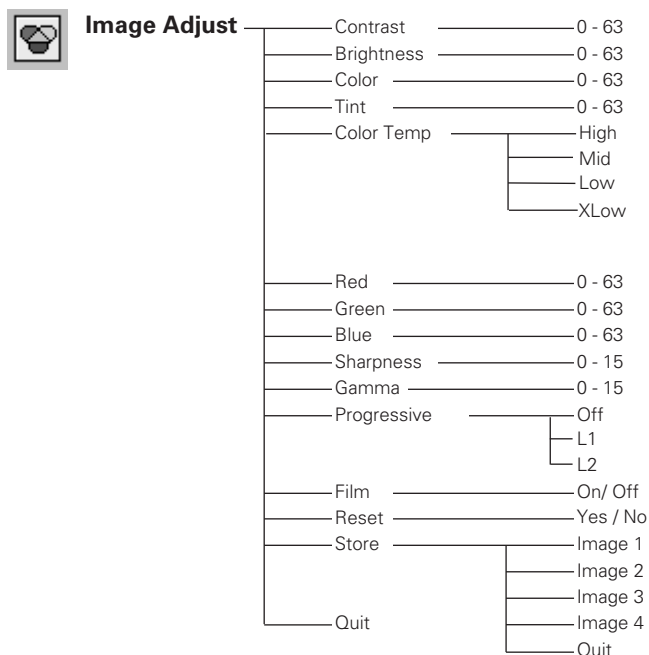 Image Adjust Contrast 0 - 63
Brightness 0 - 63
Color 0 - 63
Tint 0 - 63
Color Temp High
Mid
Low
XLow
Red 0 - 63
Green 0 - 63
Blue 0 - 63
Sharpness 0 - 15
Gamma 0 - 15
Progressive Off
L1
L2
Film On/ Off
Reset Yes / No
Store Image 1
Image 2
Image 3
Quit Image 4
Quit